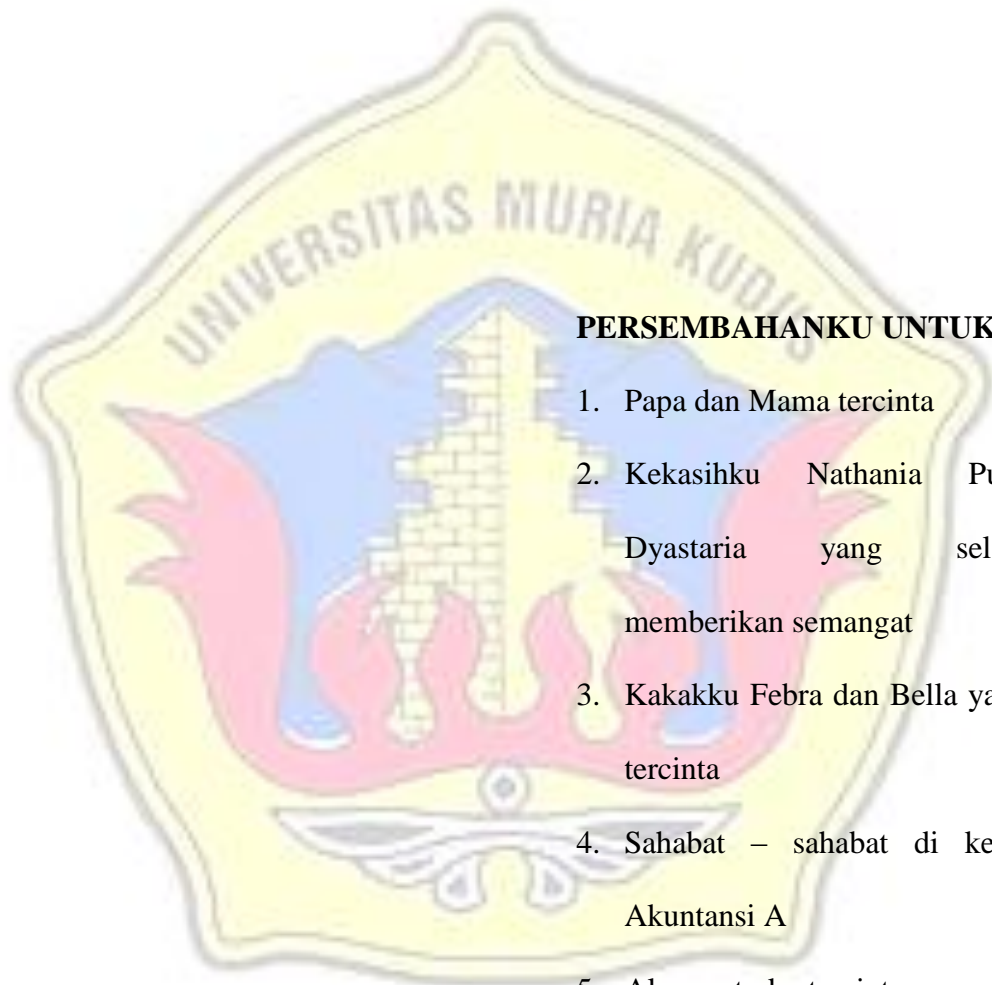 UNIVERSITAS MURIA KUDUS
PERSEMBAHANKU UNTUK
1. Papa dan Mama tercinta
2. Kekasihku Nathania
Dyastaria yang
memberikan semangat
3. Kakakku Febra dan Bella
tercinta
4. Sahabat – sahabat di
Akuntansi A
5.